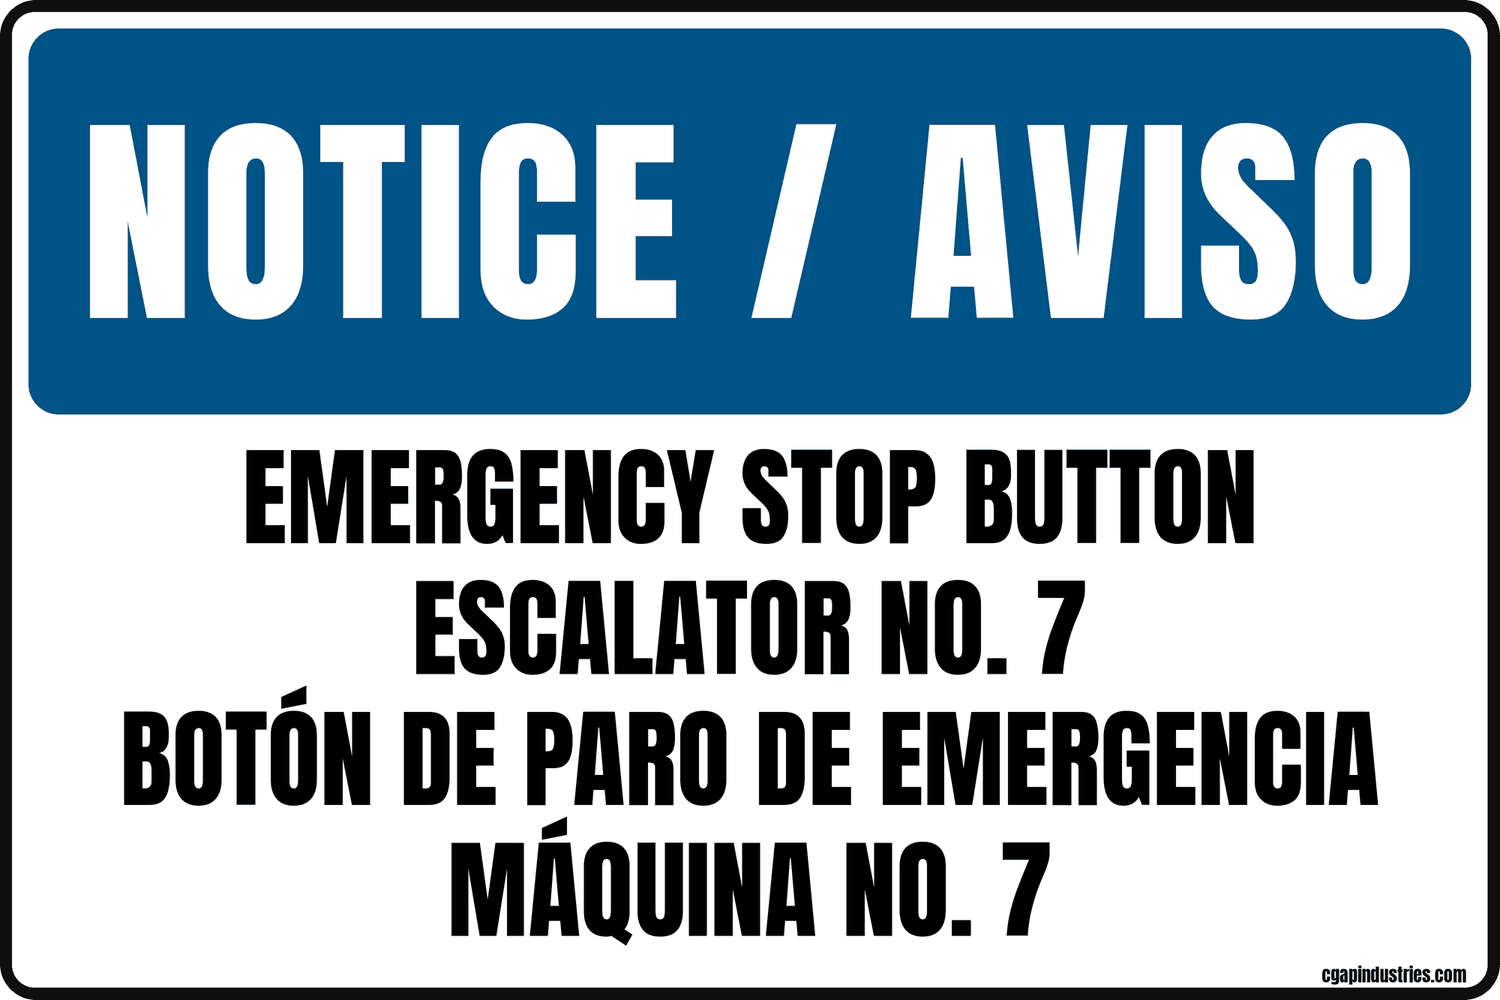 NOTICE / AVISO
EMERGENCY STOP BUTTON
ESCALATOR NO. 7
BOTÓN DE PARO DE EMERGENCIA
MÁQUINA NO. 7
cgapindustries.com